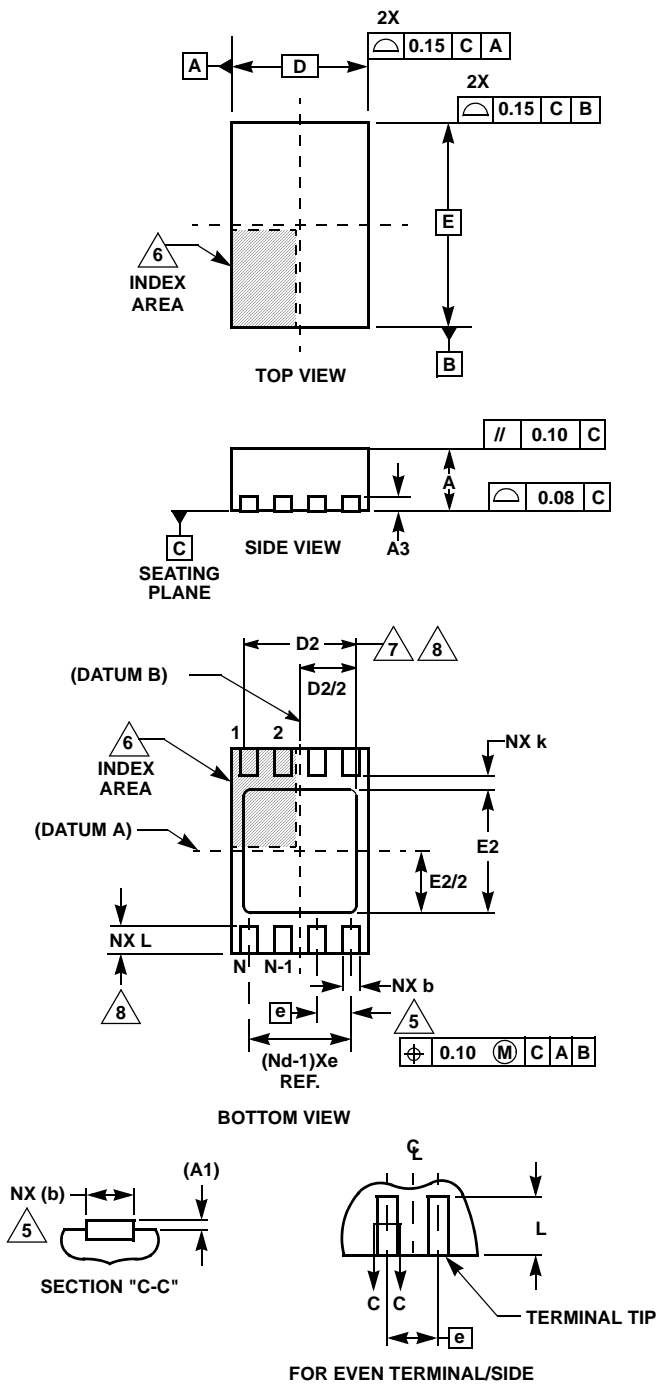 2X
⌓ 0.15 C A
A D
2X
⌓ 0.15 C B
E
6
INDEX
AREA
B
TOP VIEW
// 0.10 C
A
⌓ 0.08 C
C
SIDE VIEW
A3
SEATING
PLANE
D2
7 8
(DATUM B)
D2/2
1 2
6
NX k
INDEX
AREA
(DATUM A)
E2
E2/2
NX L
N N-1
NX b
8
e
5
(Nd-1)Xe
REF.
⌖ 0.10 Ⓜ C A B
BOTTOM VIEW
(A1)
NX (b)
5
SECTION "C-C"
℄
L
C C
TERMINAL TIP
e
FOR EVEN TERMINAL/SIDE